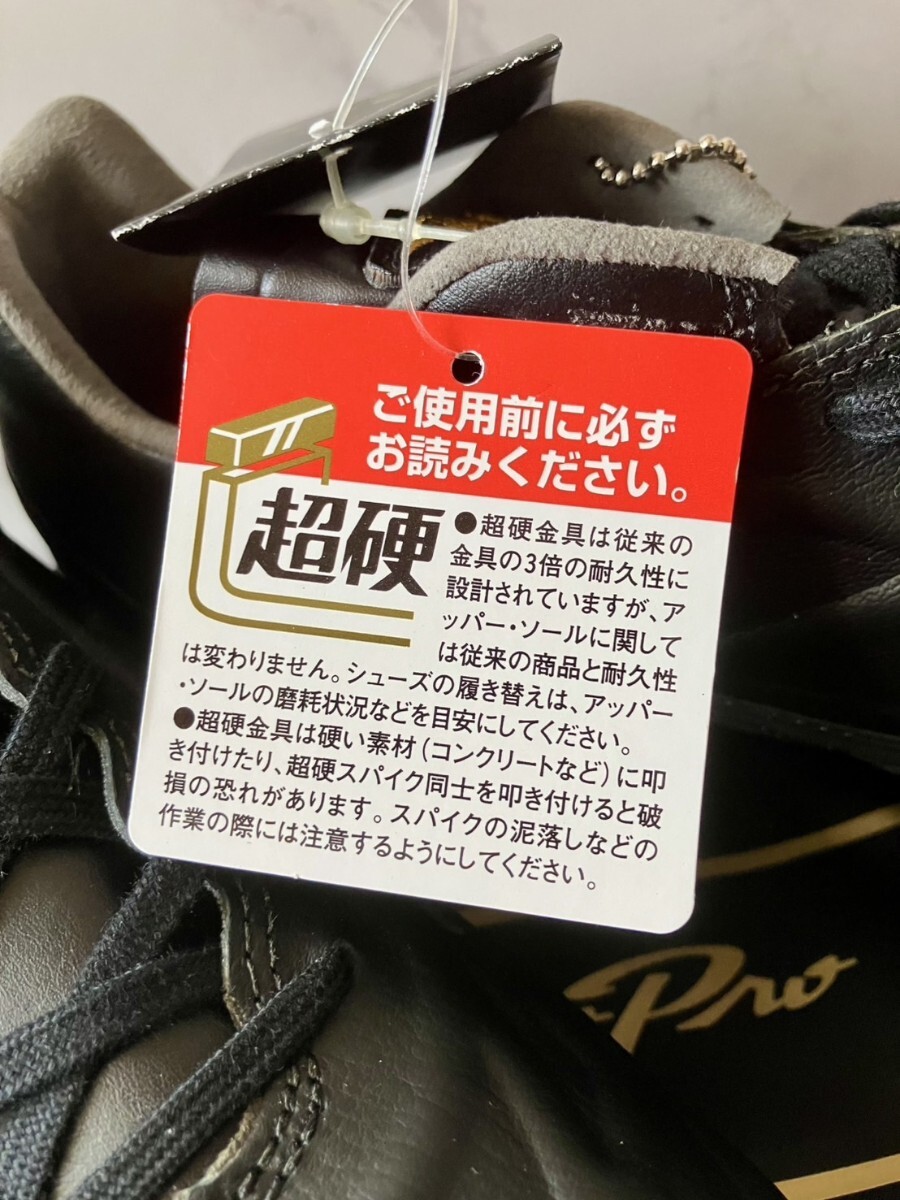 ご使用前に必ず
お読みください。
超硬
●超硬金具は従来の
金具の3倍の耐久性に
設計されていますが、ア
ッパー・ソールに関して
は従来の商品と耐久性
は変わりません。シューズの履き替えは、アッパー
・ソールの磨耗状況などを目安にしてください。
●超硬金具は硬い素材(コンクリートなど)に叩
き付けたり、超硬スパイク同士を叩き付けると破
損の恐れがあります。スパイクの泥落しなどの
作業の際には注意するようにしてください。
Pro